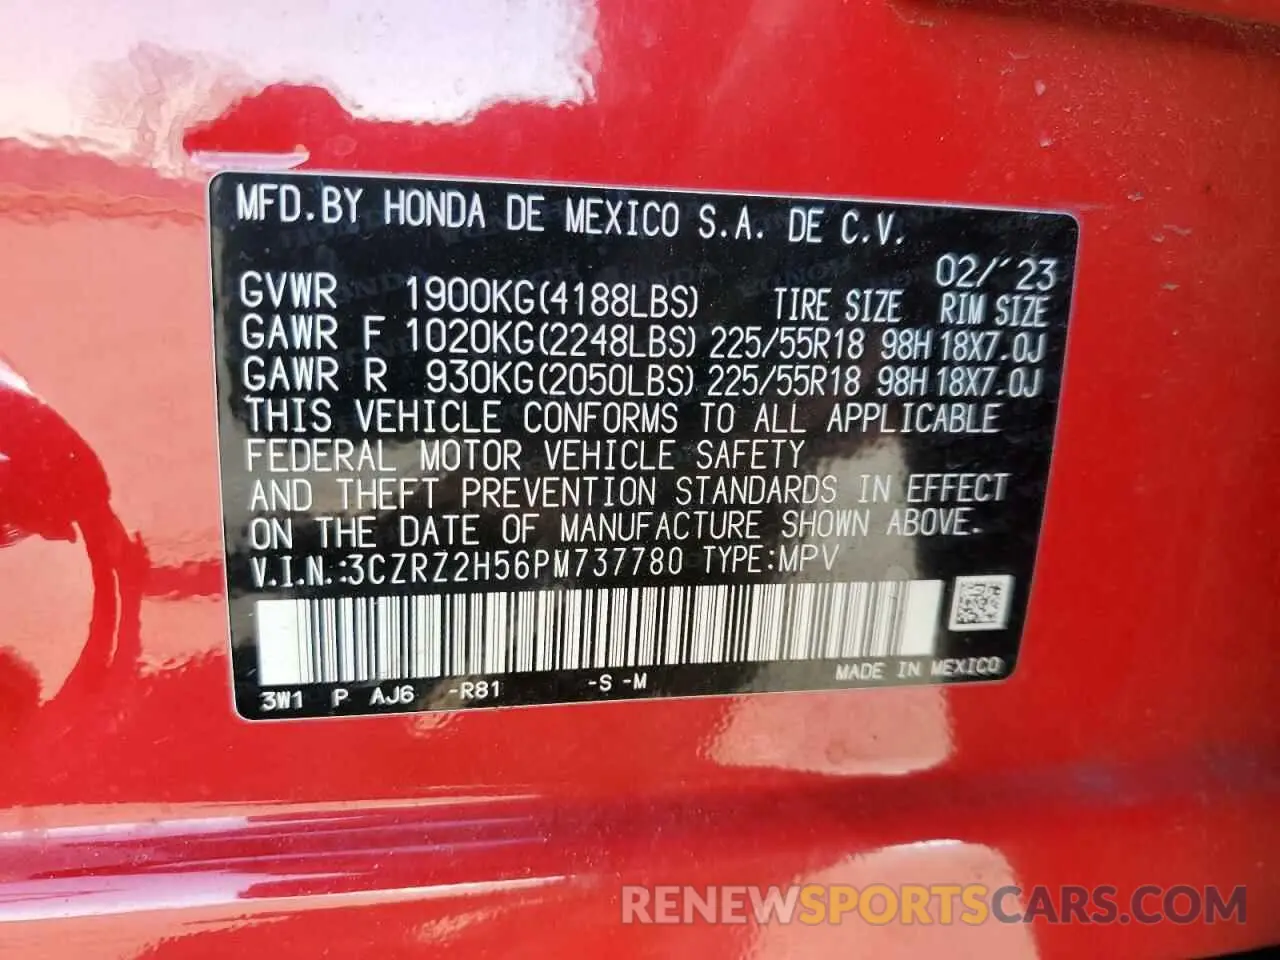 MFD.BY HONDA DE MEXICO S.A. DE C.V.
02/'23
GVWR 1900KG(4188LBS) TIRE SIZE RIM SIZE
GAWR F 1020KG(2248LBS) 225/55R18 98H 18X7.0J
GAWR R 930KG(2050LBS) 225/55R18 98H 18X7.0J
THIS VEHICLE CONFORMS TO ALL APPLICABLE
FEDERAL MOTOR VEHICLE SAFETY
AND THEFT PREVENTION STANDARDS IN EFFECT
ON THE DATE OF MANUFACTURE SHOWN ABOVE.
V.I.N.:3CZRZ2H56PM737780 TYPE:MPV
MADE IN MEXICO
3W1 P AJ6 -R81 -S -M
RENEWSPORTSCARS.COM